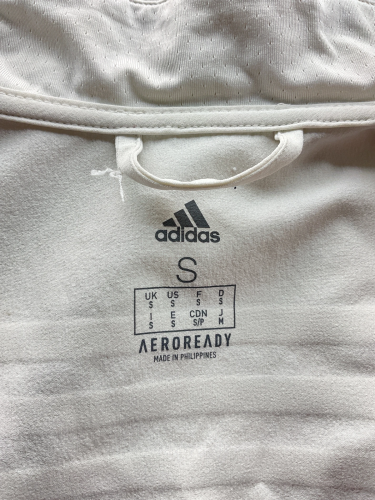 adidas
S
UK US F D
S S S S
I E CDN J
S S S/P M
AEROREADY
MADE IN PHILIPPINES